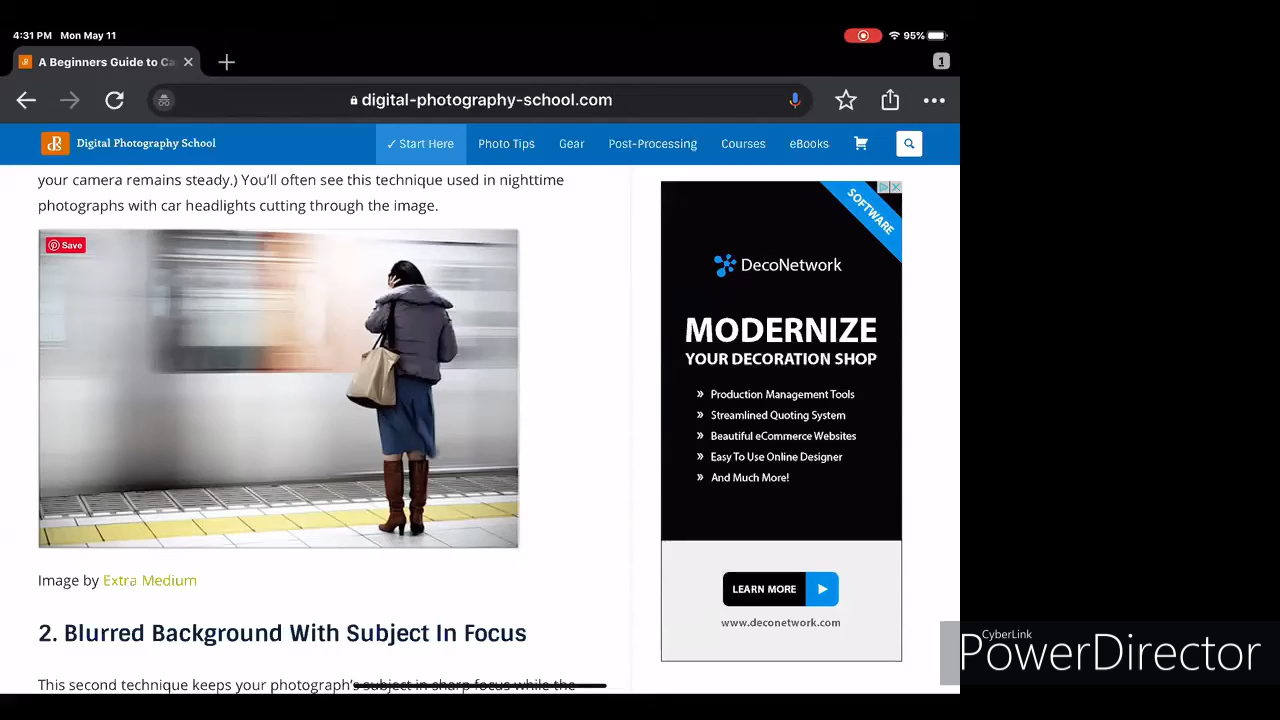 4:31 PM Mon May 11
95%
A Beginners Guide to Ca
1
digital-photography-school.com
dPS Digital Photography School
✓ Start Here Photo Tips Gear Post-Processing Courses eBooks
your camera remains steady.) You'll often see this technique used in nighttime
photographs with car headlights cutting through the image.
Save
Image by Extra Medium
2. Blurred Background With Subject In Focus
This second technique keeps your photograph's subject in sharp focus while the
SOFTWARE
DecoNetwork
MODERNIZE
YOUR DECORATION SHOP
» Production Management Tools
» Streamlined Quoting System
» Beautiful eCommerce Websites
» Easy To Use Online Designer
» And Much More!
LEARN MORE
www.deconetwork.com
CyberLink
PowerDirector